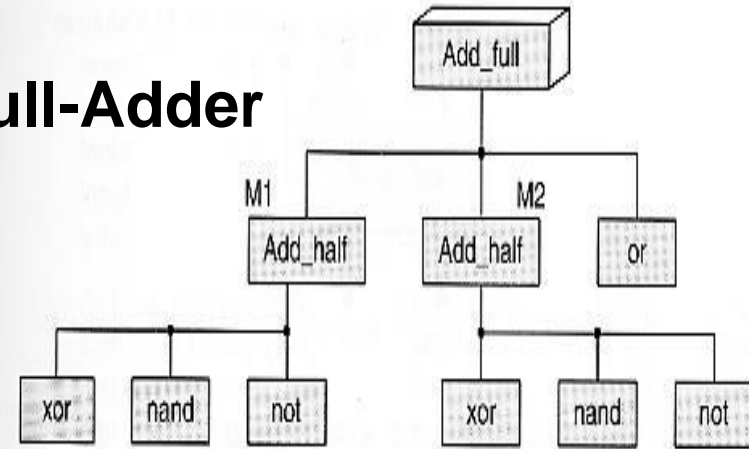 Add_full
ull-Adder
M1
M2
Add_half
Add_half
or
xor
nand
not
xor
nand
not